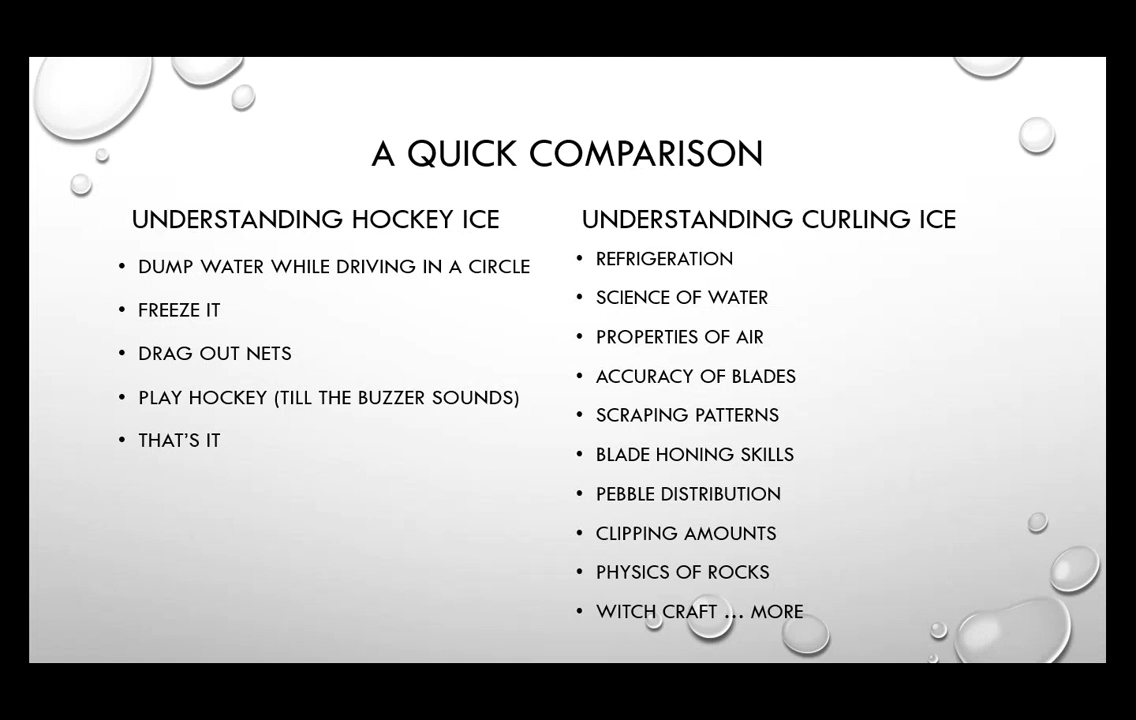 A QUICK COMPARISON
UNDERSTANDING HOCKEY ICE
• DUMP WATER WHILE DRIVING IN A CIRCLE
• FREEZE IT
• DRAG OUT NETS
• PLAY HOCKEY (TILL THE BUZZER SOUNDS)
• THAT'S IT
UNDERSTANDING CURLING ICE
• REFRIGERATION
• SCIENCE OF WATER
• PROPERTIES OF AIR
• ACCURACY OF BLADES
• SCRAPING PATTERNS
• BLADE HONING SKILLS
• PEBBLE DISTRIBUTION
• CLIPPING AMOUNTS
• PHYSICS OF ROCKS
• WITCH CRAFT ... MORE